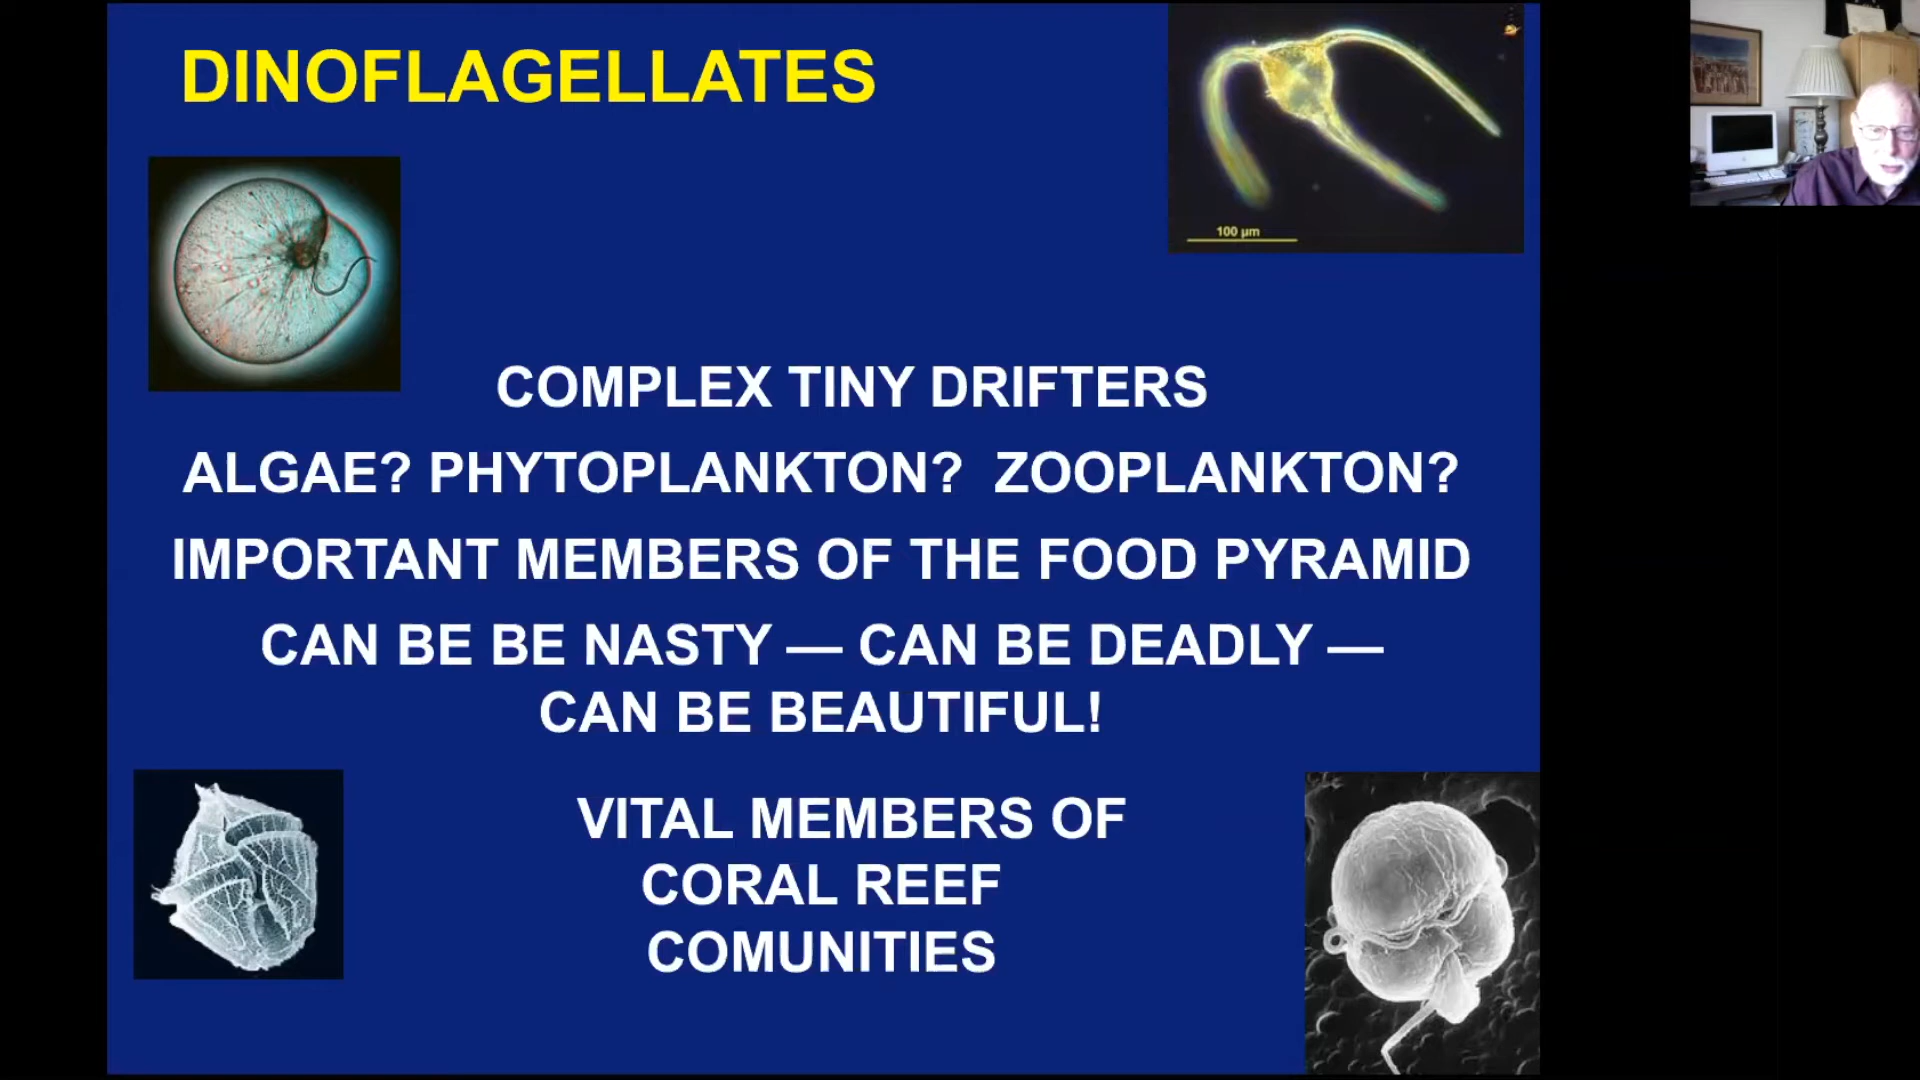 DINOFLAGELLATES
100 µm
COMPLEX TINY DRIFTERS
ALGAE? PHYTOPLANKTON? ZOOPLANKTON?
IMPORTANT MEMBERS OF THE FOOD PYRAMID
CAN BE BE NASTY — CAN BE DEADLY —
CAN BE BEAUTIFUL!
VITAL MEMBERS OF
CORAL REEF
COMUNITIES